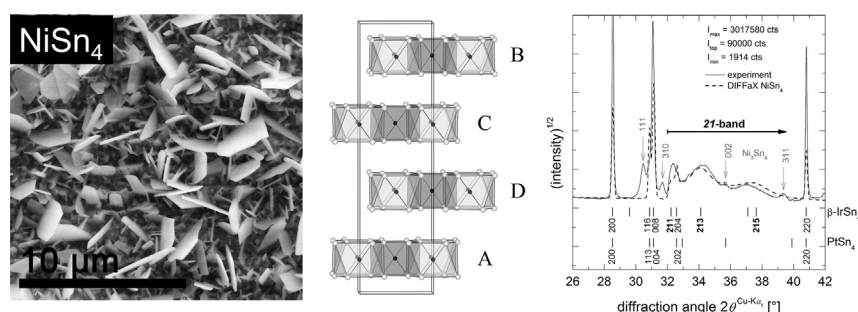 NiSn4
10 μm
B
C
D
A
Imax = 3017580 cts
Itop = 90000 cts
Imin = 1914 cts
experiment
DIFFaX NiSn4
21-band
Ni3Sn4
111
310
002
311
(intensity)1/2
β-IrSn
200
116
008
211
204
213
215
220
PtSn4
200
113
004
202
220
26 28 30 32 34 36 38 40 42
diffraction angle 2θCu-Kα1 [°]